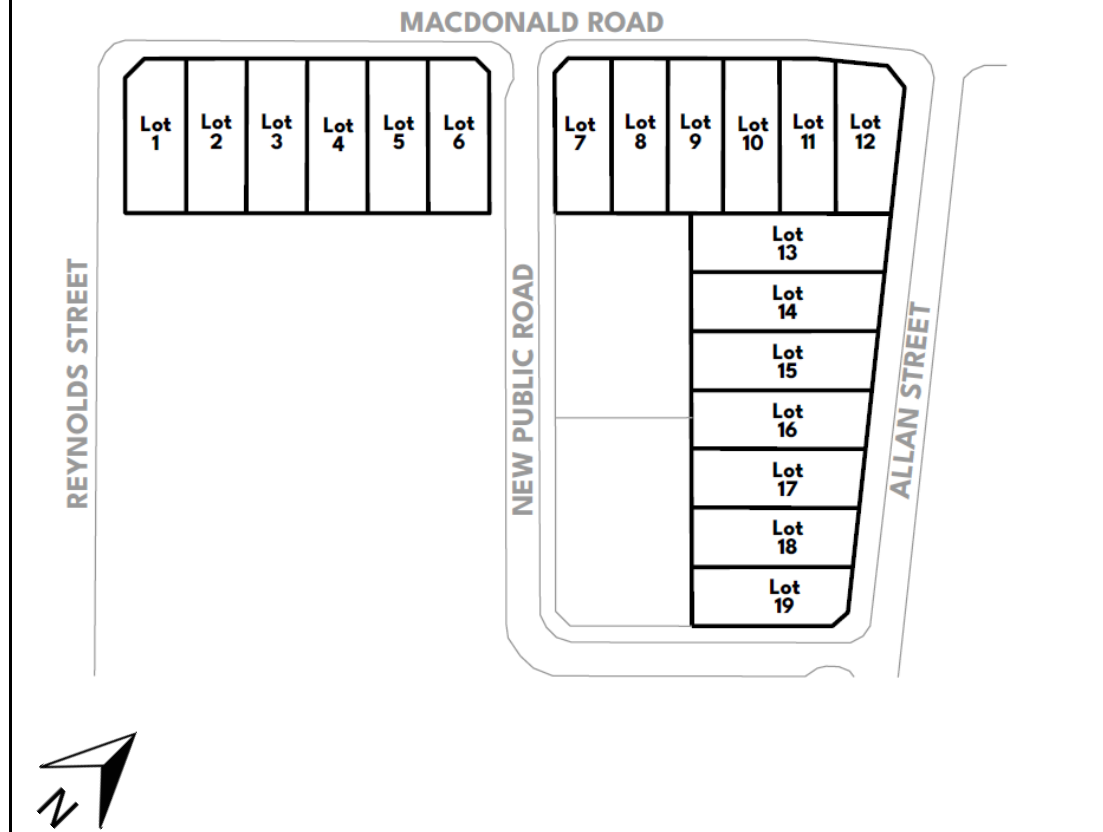 MACDONALD ROAD
Lot
1
Lot
2
Lot
3
Lot
4
Lot
5
Lot
6
Lot
7
Lot
8
Lot
9
Lot
10
Lot
11
Lot
12
Lot
13
Lot
14
Lot
15
Lot
16
Lot
17
Lot
18
Lot
19
REYNOLDS STREET
NEW PUBLIC ROAD
ALLAN STREET
N